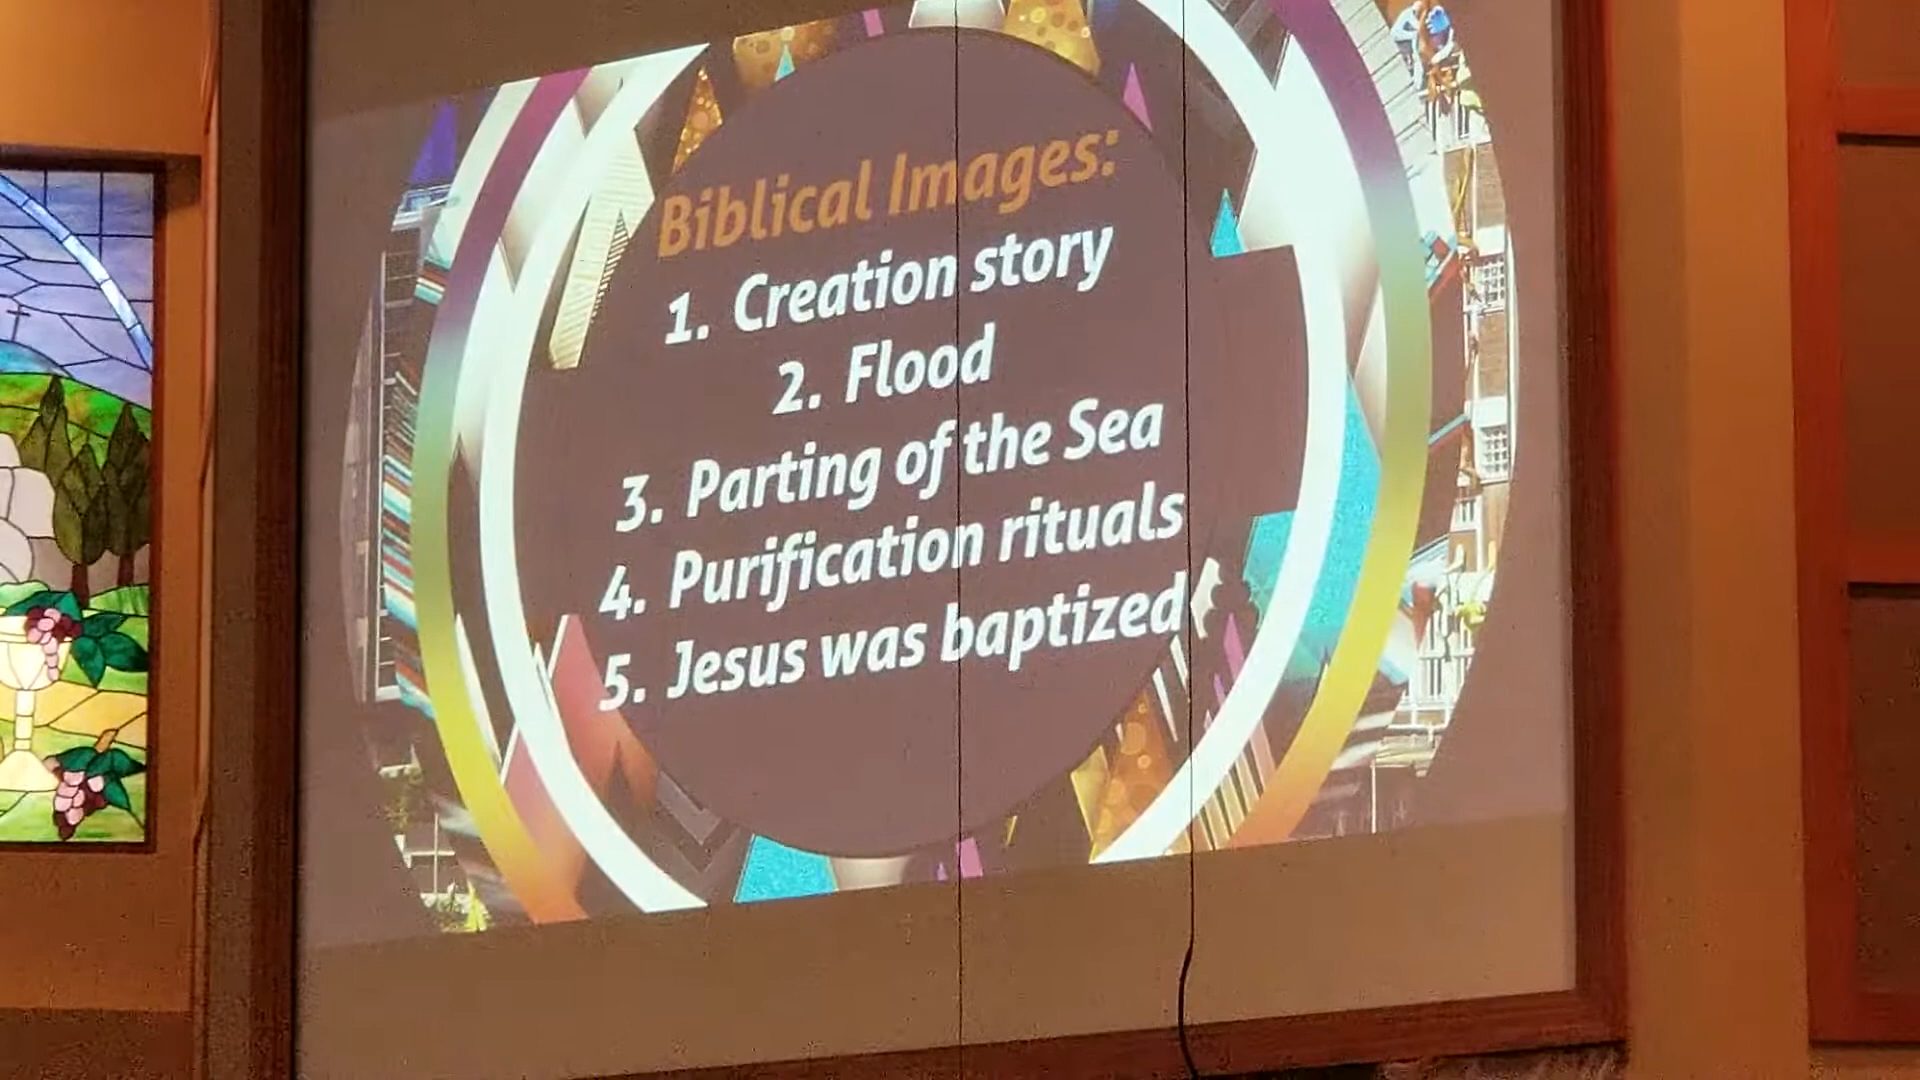 Biblical Images:
1. Creation story
2. Flood
3. Parting of the Sea
4. Purification rituals
5. Jesus was baptized